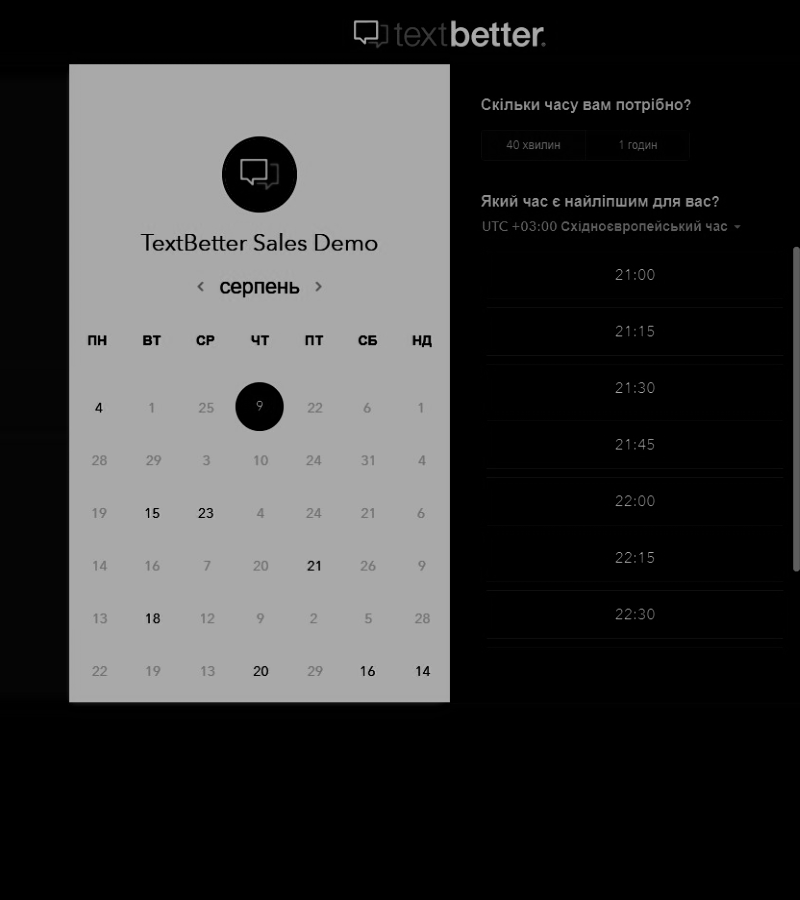 textbetter.
TextBetter Sales Demo
серпень
ПН ВТ СР ЧТ ПТ СБ НД
4 1 25 9 22 6 1
28 29 3 10 24 31 4
19 15 23 4 24 21 6
14 16 7 20 21 26 9
13 18 12 9 2 5 28
22 19 13 20 29 16 14
Скільки часу вам потрібно?
40 хвилин 1 годин
Який час є найліпшим для вас?
UTC +03:00 Східноєвропейський час
21:00
21:15
21:30
21:45
22:00
22:15
22:30